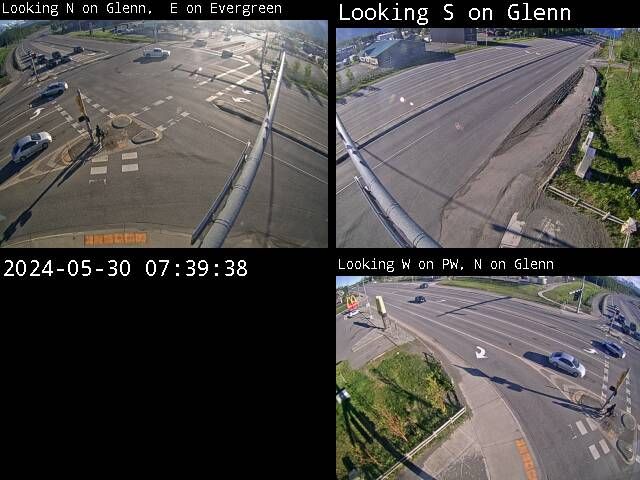 Looking N on Glenn,  E on Evergreen
Looking S on Glenn
2024-05-30 07:39:38
Looking W on PW, N on Glenn